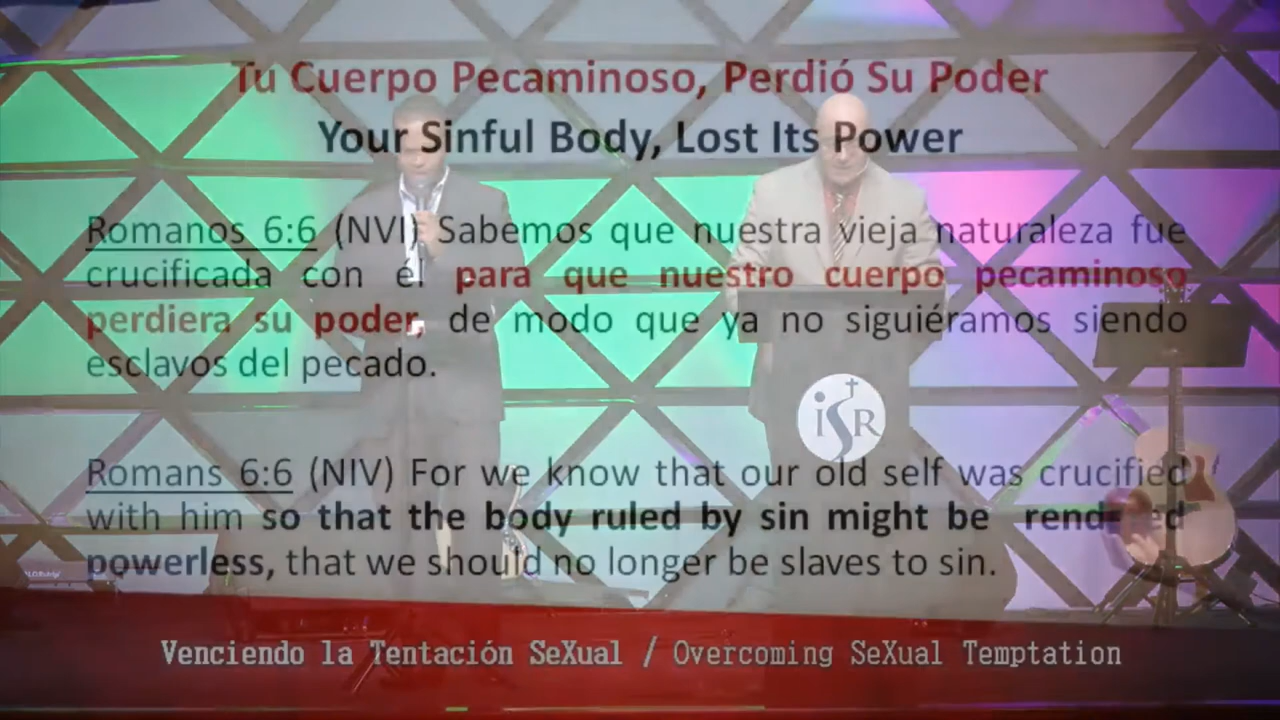 Tu Cuerpo Pecaminoso, Perdió Su Poder
Your Sinful Body, Lost Its Power
Romanos 6:6 (NVI) Sabemos que nuestra vieja naturaleza fue
crucificada con él para que nuestro cuerpo pecaminoso
perdiera su poder, de modo que ya no siguiéramos siendo
esclavos del pecado.
iSR
Romans 6:6 (NIV) For we know that our old self was crucified
with him so that the body ruled by sin might be rendered
powerless, that we should no longer be slaves to sin.
Venciendo la Tentación SeXual / Overcoming SeXual Temptation